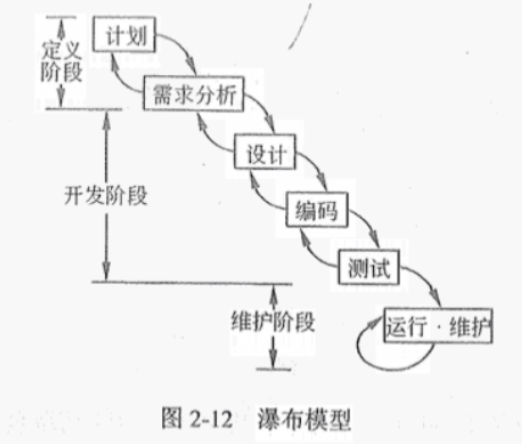 计划
定义
阶段
需求分析
设计
开发阶段
编码
测试
维护阶段
运行·维护
图 2-12 瀑布模型